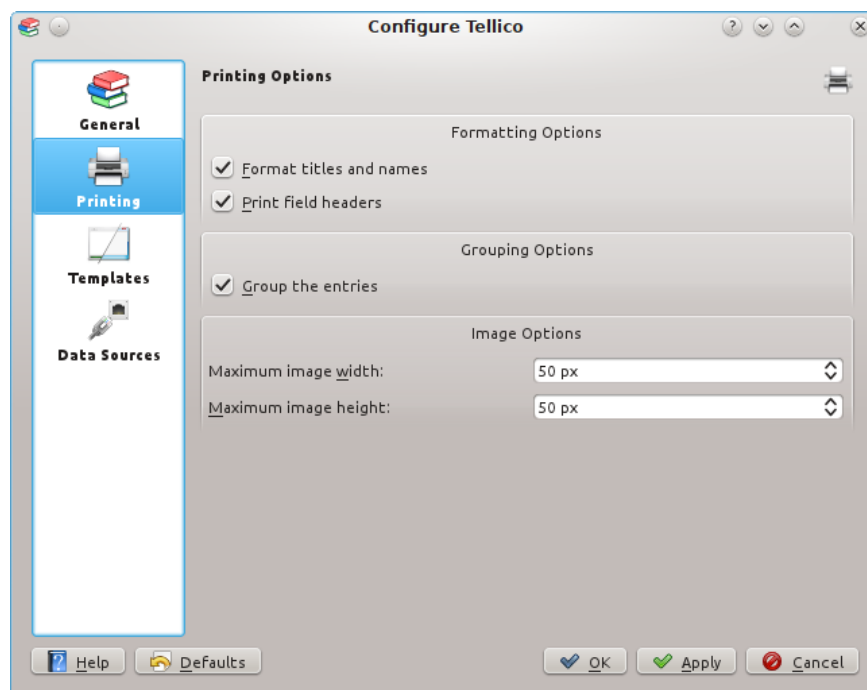 Configure Tellico
General
Printing
Templates
Data Sources
Printing Options
Formatting Options
Format titles and names
Print field headers
Grouping Options
Group the entries
Image Options
Maximum image width: 50 px
Maximum image height: 50 px
Help Defaults OK Apply Cancel